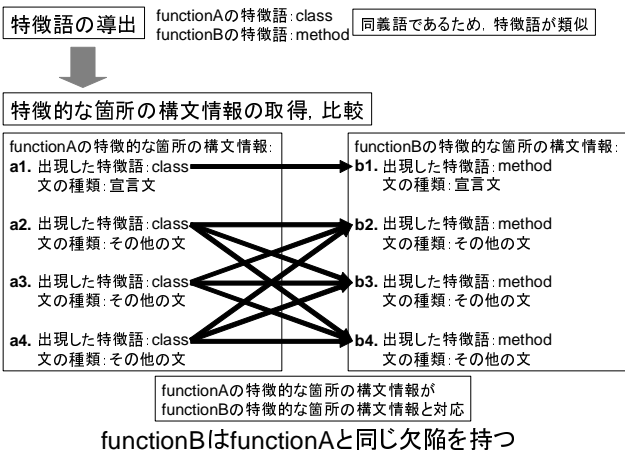 特徴語の導出
functionAの特徴語：class
functionBの特徴語：method
同義語であるため，特徴語が類似
特徴的な箇所の構文情報の取得，比較
functionAの特徴的な箇所の構文情報：
a1. 出現した特徴語：class
文の種類：宣言文
a2. 出現した特徴語：class
文の種類：その他の文
a3. 出現した特徴語：class
文の種類：その他の文
a4. 出現した特徴語：class
文の種類：その他の文
functionBの特徴的な箇所の構文情報：
b1. 出現した特徴語：method
文の種類：宣言文
b2. 出現した特徴語：method
文の種類：その他の文
b3. 出現した特徴語：method
文の種類：その他の文
b4. 出現した特徴語：method
文の種類：その他の文
functionAの特徴的な箇所の構文情報が
functionBの特徴的な箇所の構文情報と対応
functionBはfunctionAと同じ欠陥を持つ